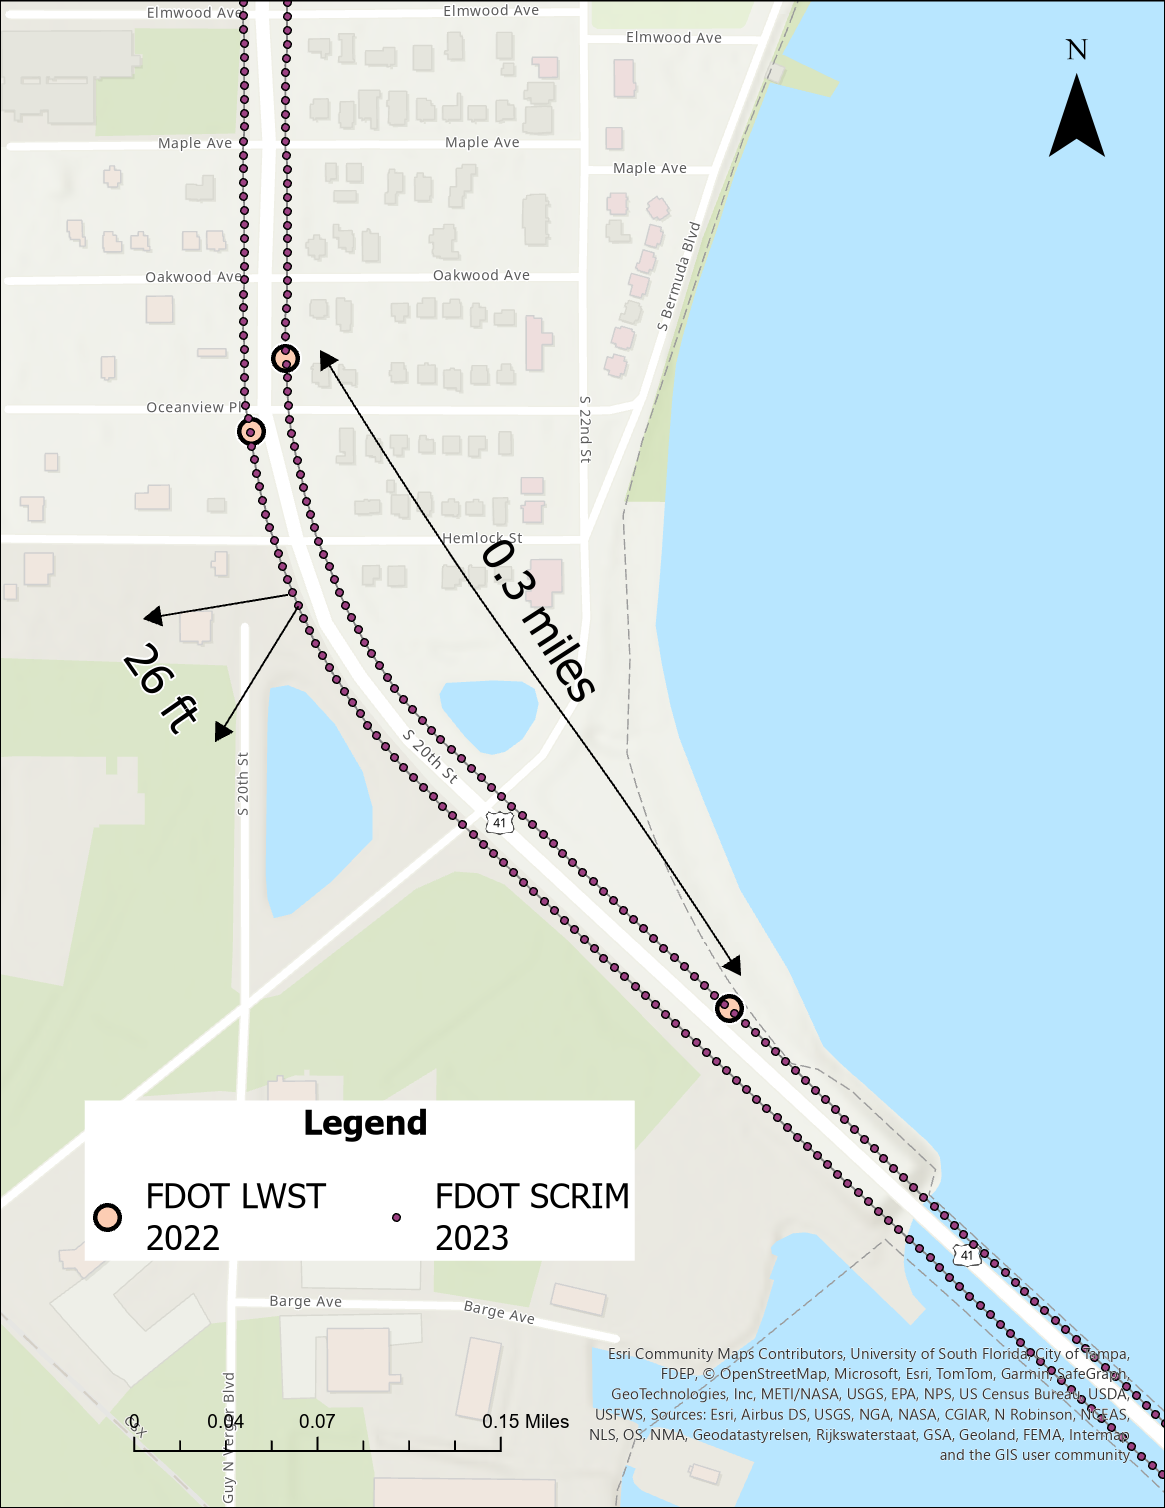 Elmwood Ave
Elmwood Ave
Elmwood Ave
N
Maple Ave
Maple Ave
Maple Ave
S Bermuda Blvd
Oakwood Ave
Oakwood Ave
Oceanview Pl
S 22nd St
Hemlock St
0.3 miles
26 ft
S 20th St
S 20th St
41
Legend
FDOT LWST
2022
FDOT SCRIM
2023
41
Barge Ave
Barge Ave
Guy N Verger Blvd
CSX
0
0.04
0.07
0.15 Miles
Esri Community Maps Contributors, University of South Florida, City of Tampa,
FDEP, © OpenStreetMap, Microsoft, Esri, TomTom, Garmin, SafeGraph,
GeoTechnologies, Inc, METI/NASA, USGS, EPA, NPS, US Census Bureau, USDA,
USFWS, Sources: Esri, Airbus DS, USGS, NGA, NASA, CGIAR, N Robinson, NCEAS,
NLS, OS, NMA, Geodatastyrelsen, Rijkswaterstaat, GSA, Geoland, FEMA, Intermap
and the GIS user community